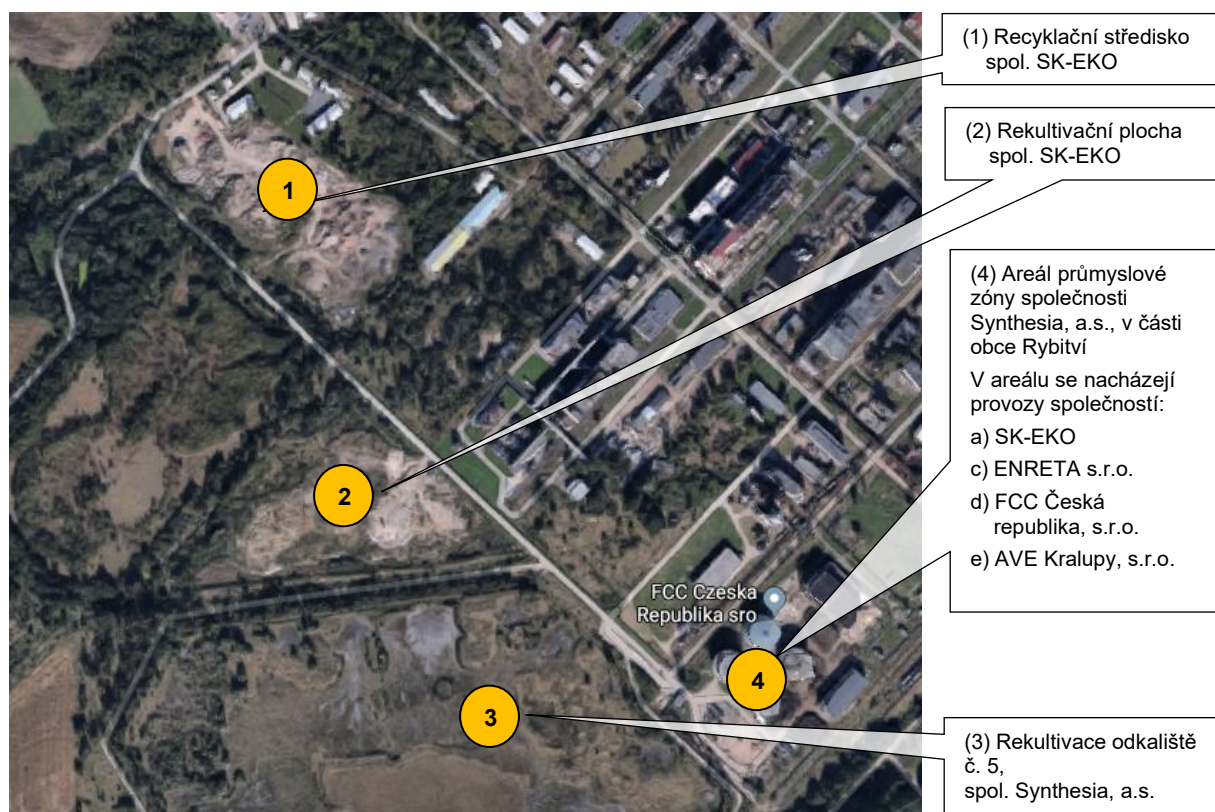 (1) Recyklační středisko
spol. SK-EKO
(2) Rekultivační plocha
spol. SK-EKO
(4) Areál průmyslové
zóny společnosti
Synthesia, a.s., v části
obce Rybitví
V areálu se nacházejí
provozy společností:
a) SK-EKO
c) ENRETA s.r.o.
d) FCC Česká
republika, s.r.o.
e) AVE Kralupy, s.r.o.
(3) Rekultivace odkaliště
č. 5,
spol. Synthesia, a.s.
1
2
FCC Czeska
Republika sro
4
3